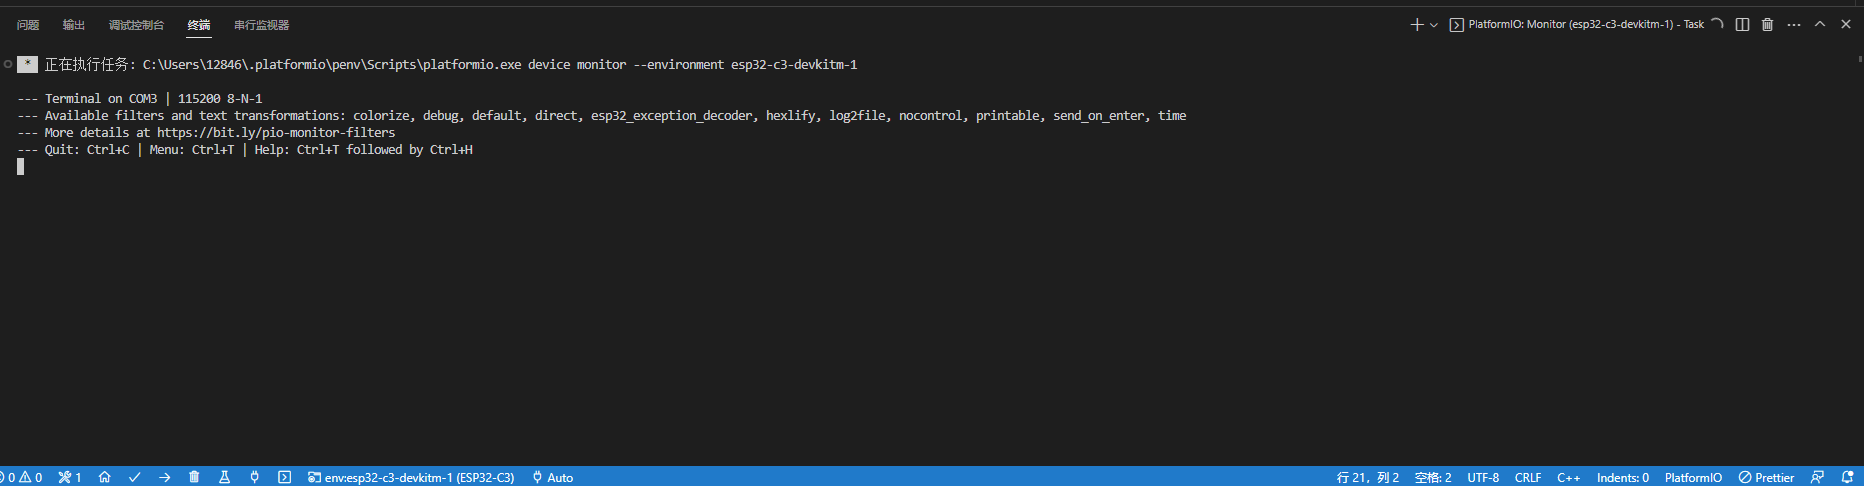 问题 输出 调试控制台 终端 串行监视器 PlatformIO: Monitor (esp32-c3-devkitm-1) - Task
* 正在执行任务: C:\Users\12846\.platformio\penv\Scripts\platformio.exe device monitor --environment esp32-c3-devkitm-1
--- Terminal on COM3 | 115200 8-N-1
--- Available filters and text transformations: colorize, debug, default, direct, esp32_exception_decoder, hexlify, log2file, nocontrol, printable, send_on_enter, time
--- More details at https://bit.ly/pio-monitor-filters
--- Quit: Ctrl+C | Menu: Ctrl+T | Help: Ctrl+T followed by Ctrl+H
0 0 1 env:esp32-c3-devkitm-1 (ESP32-C3) Auto 行 21, 列 2 空格: 2 UTF-8 CRLF C++ Indents: 0 PlatformIO Prettier